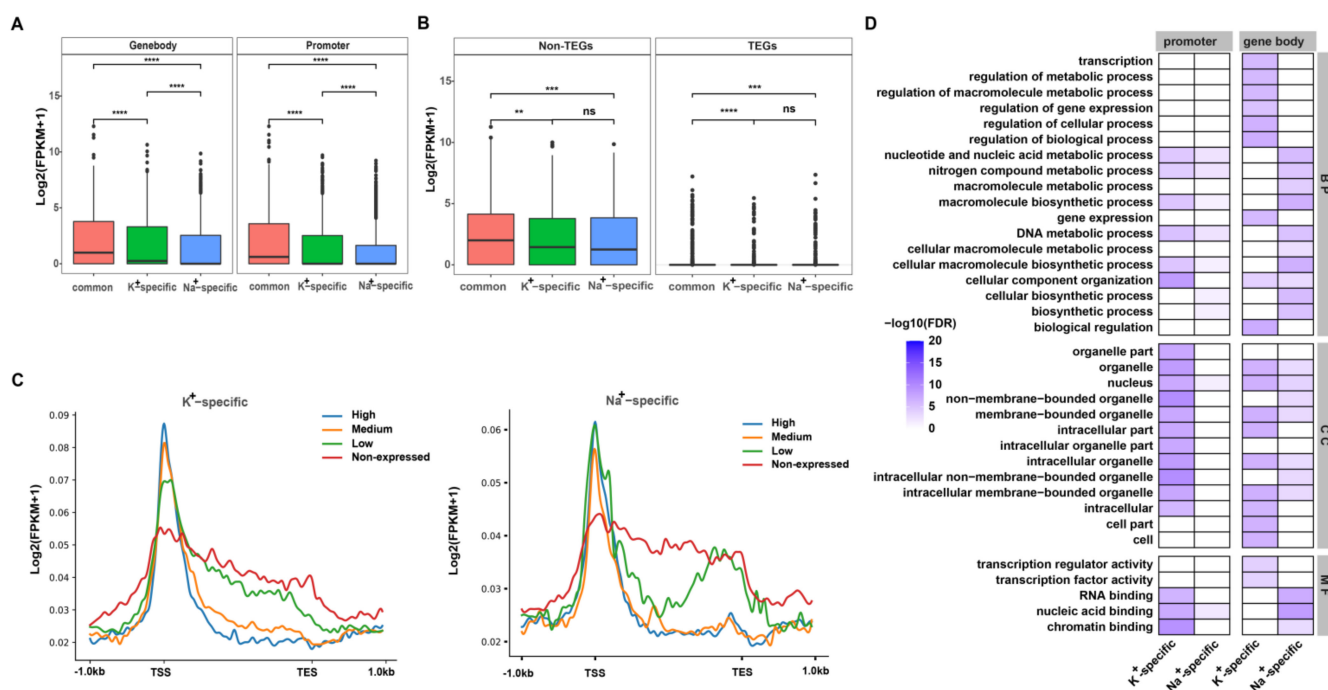 A
Genebody
Promoter
****
****
****
****
****
****
Log2(FPKM+1)
15
10
5
0
common
K+-specific
Na+-specific
common
K+-specific
Na+-specific
B
Non-TEGs
TEGs
***
**
ns
***
****
ns
Log2(FPKM+1)
15
10
5
0
common
K+-specific
Na+-specific
common
K+-specific
Na+-specific
C
K+-specific
High
Medium
Low
Non-expressed
Log2(FPKM+1)
0.09
0.08
0.07
0.06
0.05
0.04
0.03
0.02
-1.0kb
TSS
TES
1.0kb
Na+-specific
High
Medium
Low
Non-expressed
Log2(FPKM+1)
0.06
0.05
0.04
0.03
0.02
-1.0kb
TSS
TES
1.0kb
D
promoter
gene body
transcription
regulation of metabolic process
regulation of macromolecule metabolic process
regulation of gene expression
regulation of cellular process
regulation of biological process
nucleotide and nucleic acid metabolic process
nitrogen compound metabolic process
macromolecule metabolic process
macromolecule biosynthetic process
gene expression
DNA metabolic process
cellular macromolecule metabolic process
cellular macromolecule biosynthetic process
cellular component organization
cellular biosynthetic process
biosynthetic process
biological regulation
BP
−log10(FDR)
20
15
10
5
0
organelle part
organelle
nucleus
non−membrane−bounded organelle
membrane−bounded organelle
intracellular part
intracellular organelle part
intracellular organelle
intracellular non−membrane−bounded organelle
intracellular membrane−bounded organelle
intracellular
cell part
cell
CC
transcription regulator activity
transcription factor activity
RNA binding
nucleic acid binding
chromatin binding
MF
K+-specific
Na+-specific
K+-specific
Na+-specific